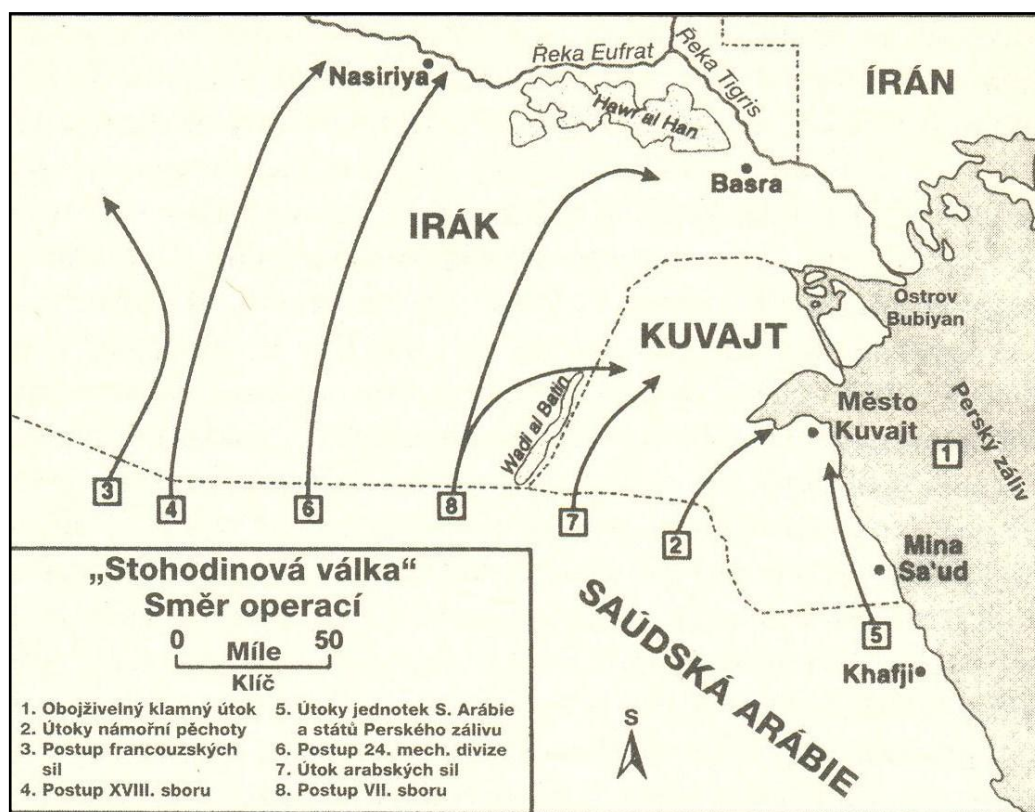 Řeka Eufrat
Řeka Tigris
Nasiriya
ÍRÁN
Hawr al Han
Basra
IRÁK
Ostrov
Bubiyan
KUVAJT
Wadi al Batin
Město
Kuvajt
Perský záliv
1
3
4
6
8
7
2
Mina
Sa'ud
5
SAÚDSKÁ ARÁBIE
Khafji
S
„Stohodinová válka“
Směr operací
0 50
Míle
Klíč
1. Obojživelný klamný útok
2. Útoky námořní pěchoty
3. Postup francouzských
sil
4. Postup XVIII. sboru
5. Útoky jednotek S. Arábie
a států Perského zálivu
6. Postup 24. mech. divize
7. Útok arabských sil
8. Postup VII. sboru